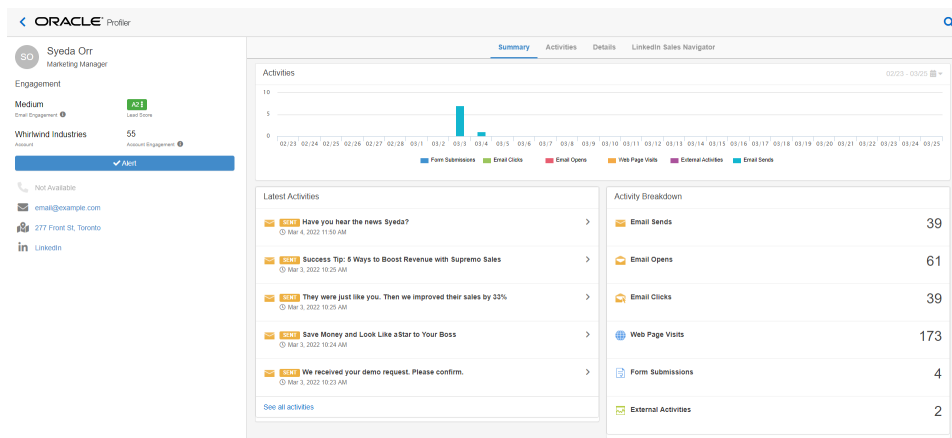 ORACLE Profiler
SO
Syeda Orr
Marketing Manager
Engagement
Medium
Email Engagement
A2
Lead Score
Whirlwind Industries
Account
55
Account Engagement
Alert
Not Available
email@example.com
277 Front St, Toronto
LinkedIn
Summary Activities Details LinkedIn Sales Navigator
Activities
02/23 - 03/25
10
5
0
02/23 02/24 02/25 02/26 02/27 02/28 03/1 03/2 03/3 03/4 03/5 03/6 03/7 03/8 03/9 03/10 03/11 03/12 03/13 03/14 03/15 03/16 03/17 03/18 03/19 03/20 03/21 03/22 03/23 03/24 03/25
Form Submissions Email Clicks Email Opens Web Page Visits External Activities Email Sends
Latest Activities
SENT Have you hear the news Syeda?
Mar 4, 2022 11:50 AM
SENT Success Tip: 5 Ways to Boost Revenue with Supremo Sales
Mar 3, 2022 10:25 AM
SENT They were just like you. Then we improved their sales by 33%
Mar 3, 2022 10:25 AM
SENT Save Money and Look Like aStar to Your Boss
Mar 3, 2022 10:24 AM
SENT We received your demo request. Please confirm.
Mar 3, 2022 10:23 AM
See all activities
Activity Breakdown
Email Sends 39
Email Opens 61
Email Clicks 39
Web Page Visits 173
Form Submissions 4
External Activities 2